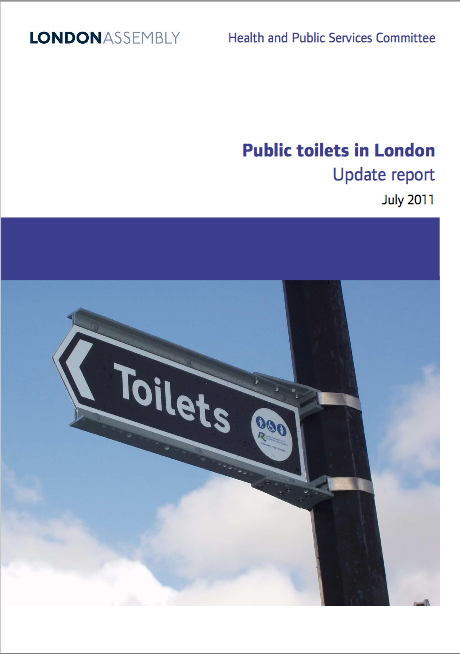 LONDONASSEMBLY
Health and Public Services Committee
Public toilets in London
Update report
July 2011
Toilets